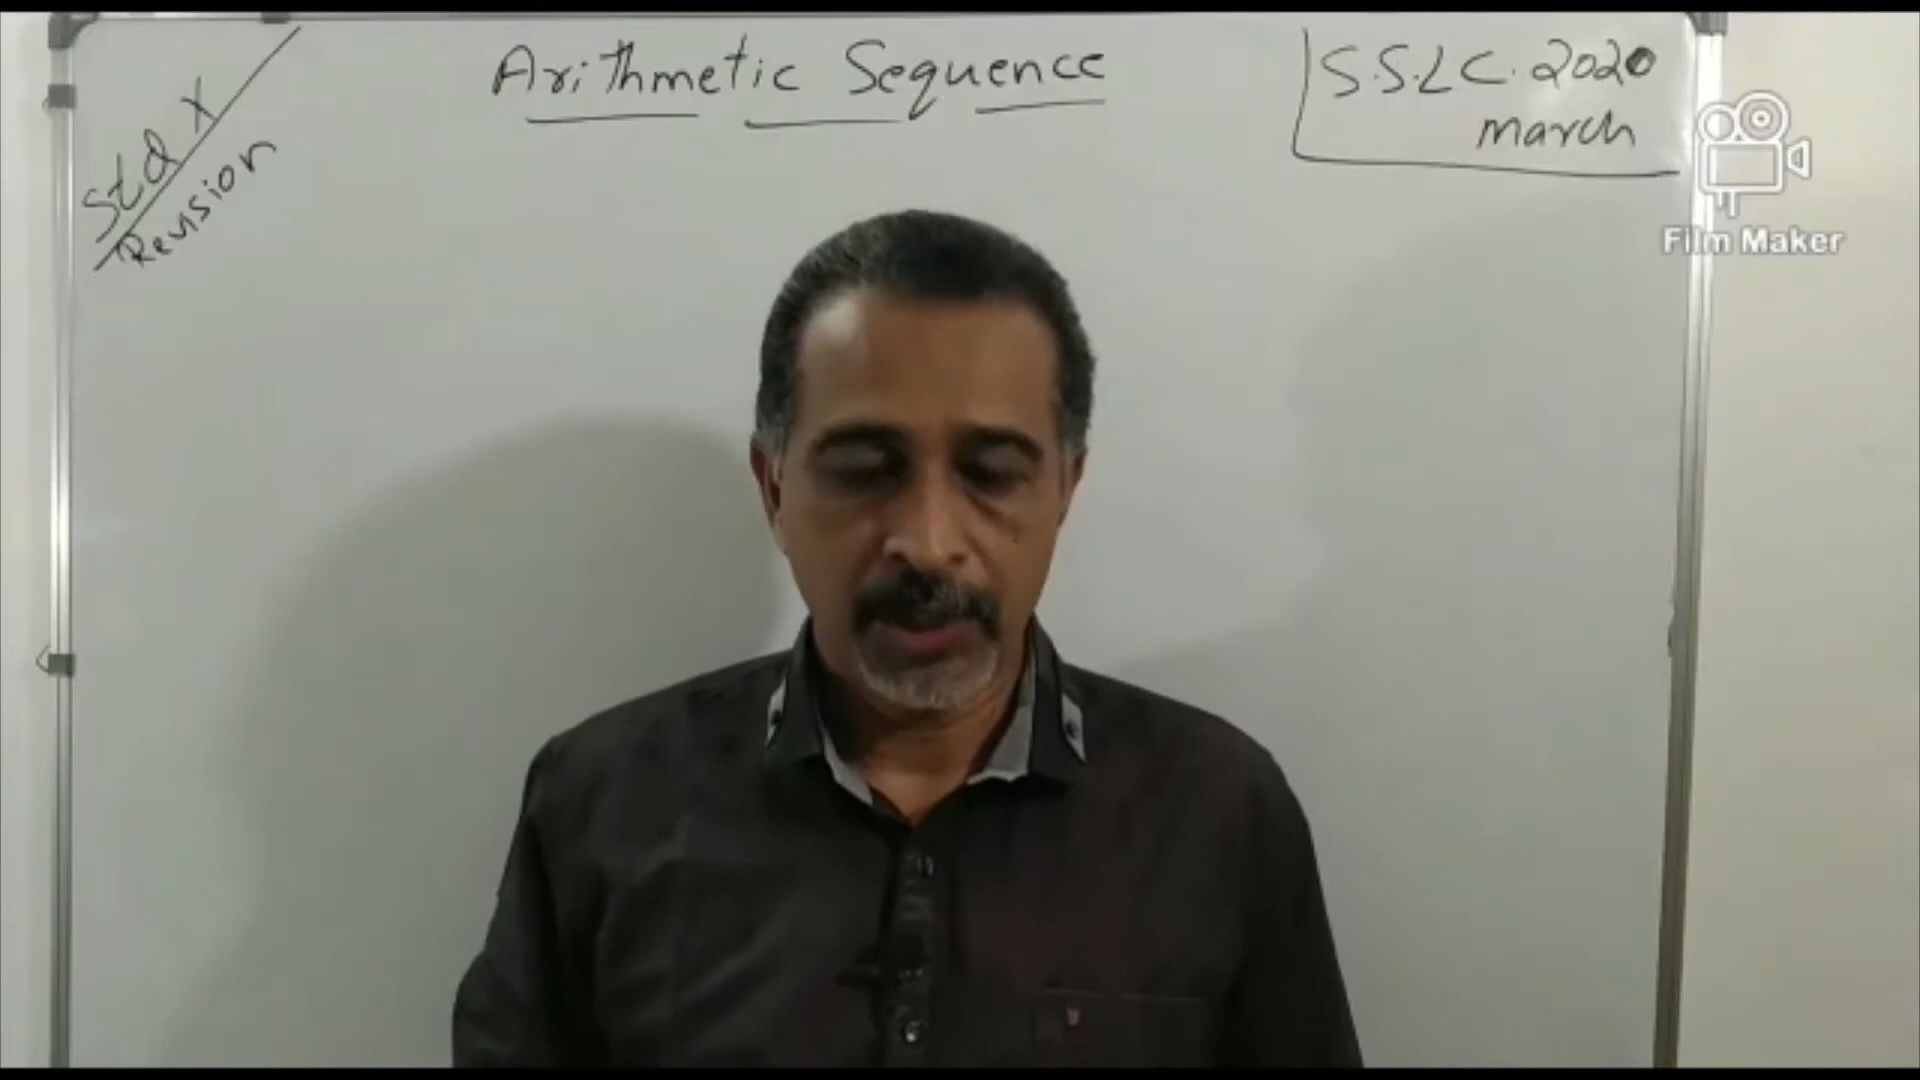 Std X
Revision
Arithmetic Sequence
S.S.L C. 2020
march
Film Maker